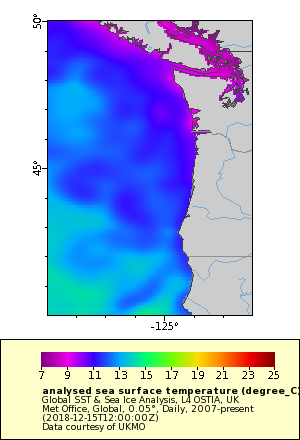 50°
45°
-125°
7 9 11 13 15 17 19 21 23 25
analysed sea surface temperature (degree_C)
Global SST & Sea Ice Analysis, L4 OSTIA, UK
Met Office, Global, 0.05°, Daily, 2007-present
(2018-12-15T12:00:00Z)
Data courtesy of UKMO